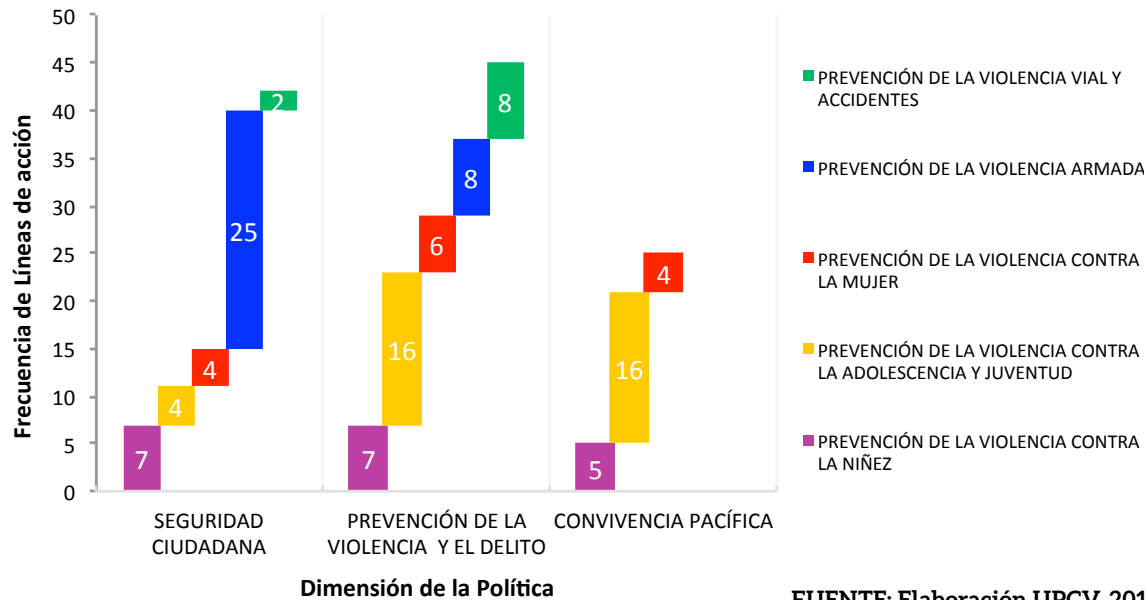 50
45
40
35
30
25
20
15
10
5
0
Frecuencia de Líneas de acción
7
4
4
25
2
7
16
6
8
8
5
16
4
SEGURIDAD
CIUDADANA
PREVENCIÓN DE LA
VIOLENCIA Y EL DELITO
CONVIVENCIA PACÍFICA
Dimensión de la Política
PREVENCIÓN DE LA VIOLENCIA VIAL Y
ACCIDENTES
PREVENCIÓN DE LA VIOLENCIA ARMADA
PREVENCIÓN DE LA VIOLENCIA CONTRA
LA MUJER
PREVENCIÓN DE LA VIOLENCIA CONTRA
LA ADOLESCENCIA Y JUVENTUD
PREVENCIÓN DE LA VIOLENCIA CONTRA
LA NIÑEZ
FUENTE: Elaboración UPCV, 201